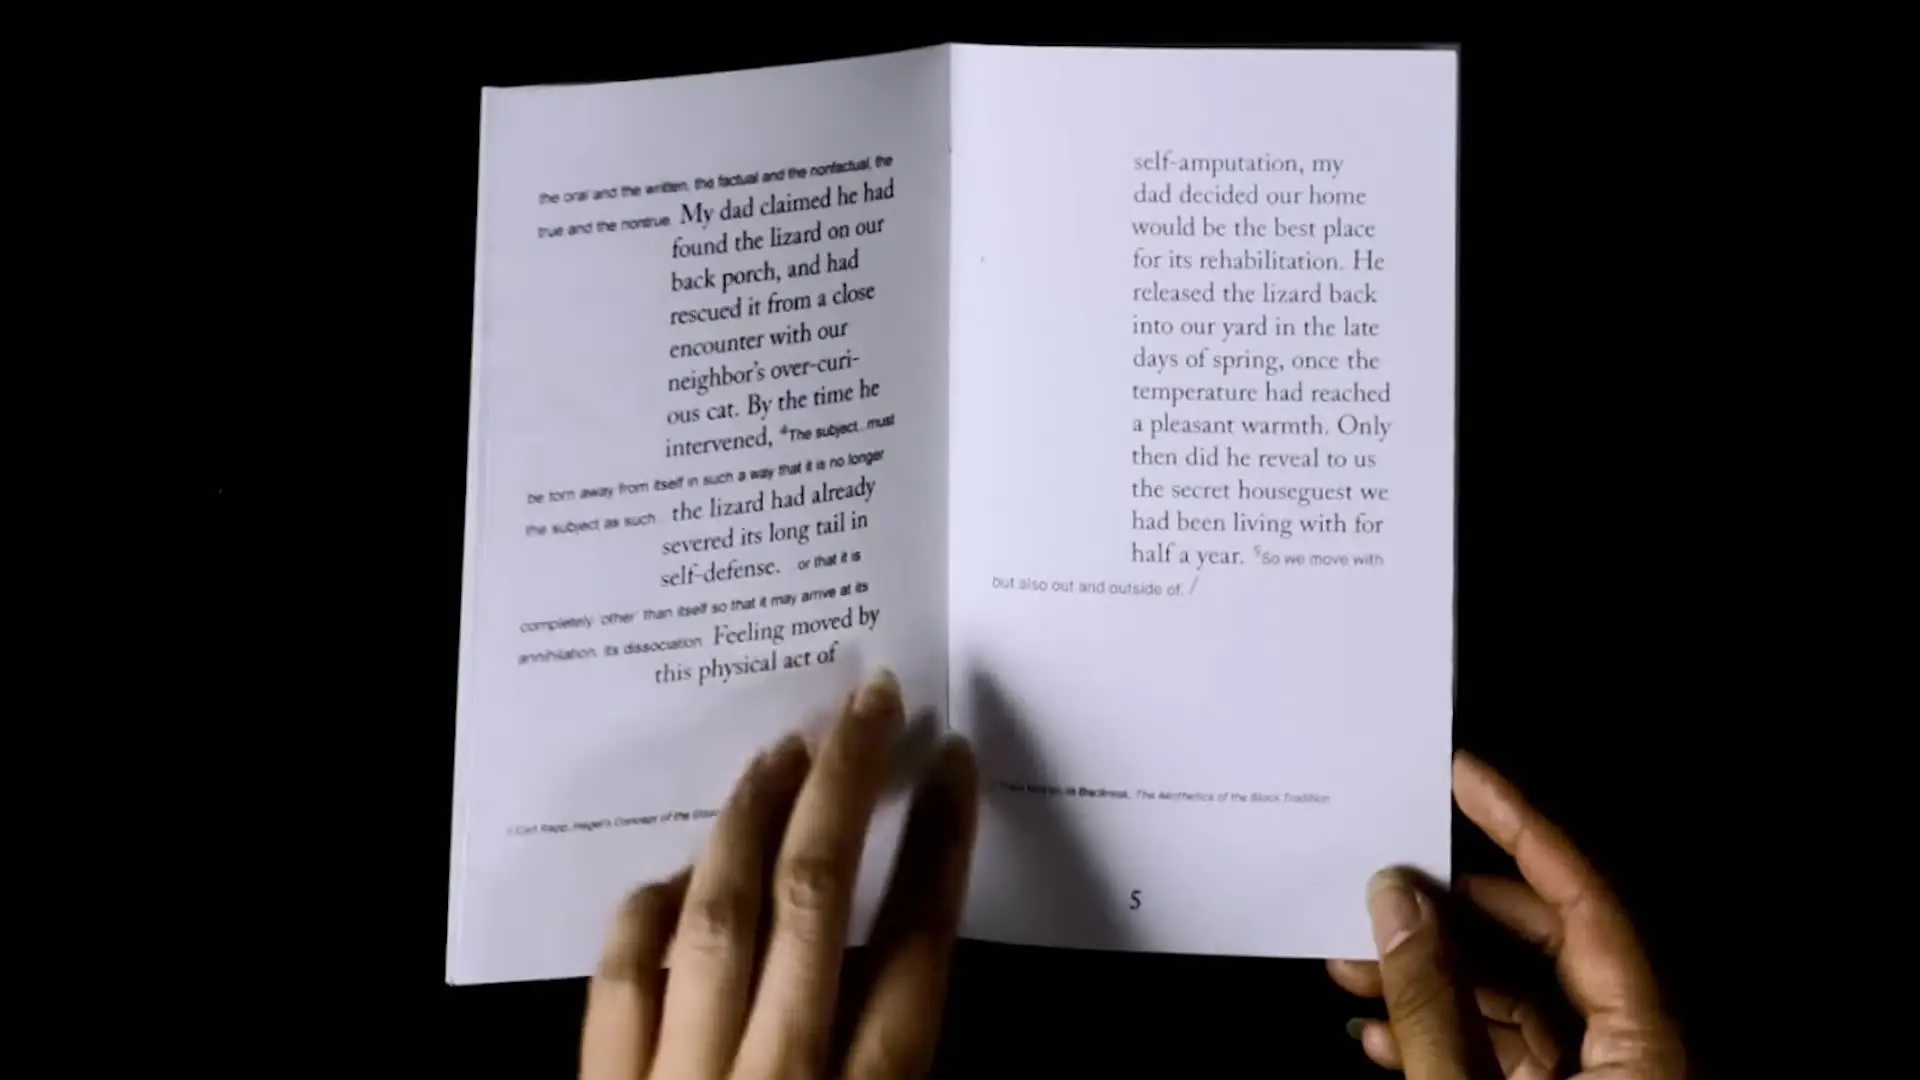 the oral and the written, the factual and the nonfactual, the
true and the nontrue. My dad claimed he had
found the lizard on our
back porch, and had
rescued it from a close
encounter with our
neighbor's over-curi-
ous cat. By the time he
intervened, ⁴The subject...must
be torn away from itself in such a way that it is no longer
the subject as such... the lizard had already
severed its long tail in
self-defense. ...or that it is
completely 'other' than itself so that it may arrive at its
annihilation, its dissociation. Feeling moved by
this physical act of
Carl Rapp, Hegel's Concept of the
self-amputation, my
dad decided our home
would be the best place
for its rehabilitation. He
released the lizard back
into our yard in the late
days of spring, once the
temperature had reached
a pleasant warmth. Only
then did he reveal to us
the secret houseguest we
had been living with for
half a year. ⁵So we move with
but also out and outside of. /
The Aesthetics of the Black Tradition
5